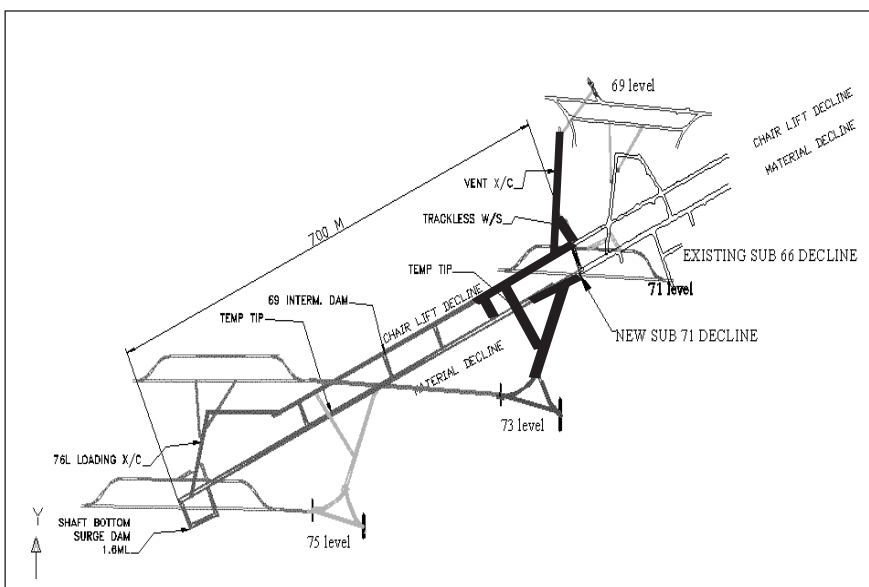 69 level
CHAIR LIFT DECLINE
MATERIAL DECLINE
VENT X/C
700 M
TRACKLESS W/S
EXISTING SUB 66 DECLINE
TEMP TIP
71 level
69 INTERM. DAM
TEMP TIP
CHAIR LIFT DECLINE
NEW SUB 71 DECLINE
MATERIAL DECLINE
73 level
76L LOADING X/C
Y
SHAFT BOTTOM
SURGE DAM
1.6ML
75 level